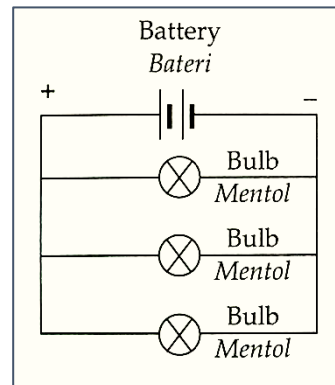 Battery
Bateri
+ –
Bulb
Mentol
Bulb
Mentol
Bulb
Mentol